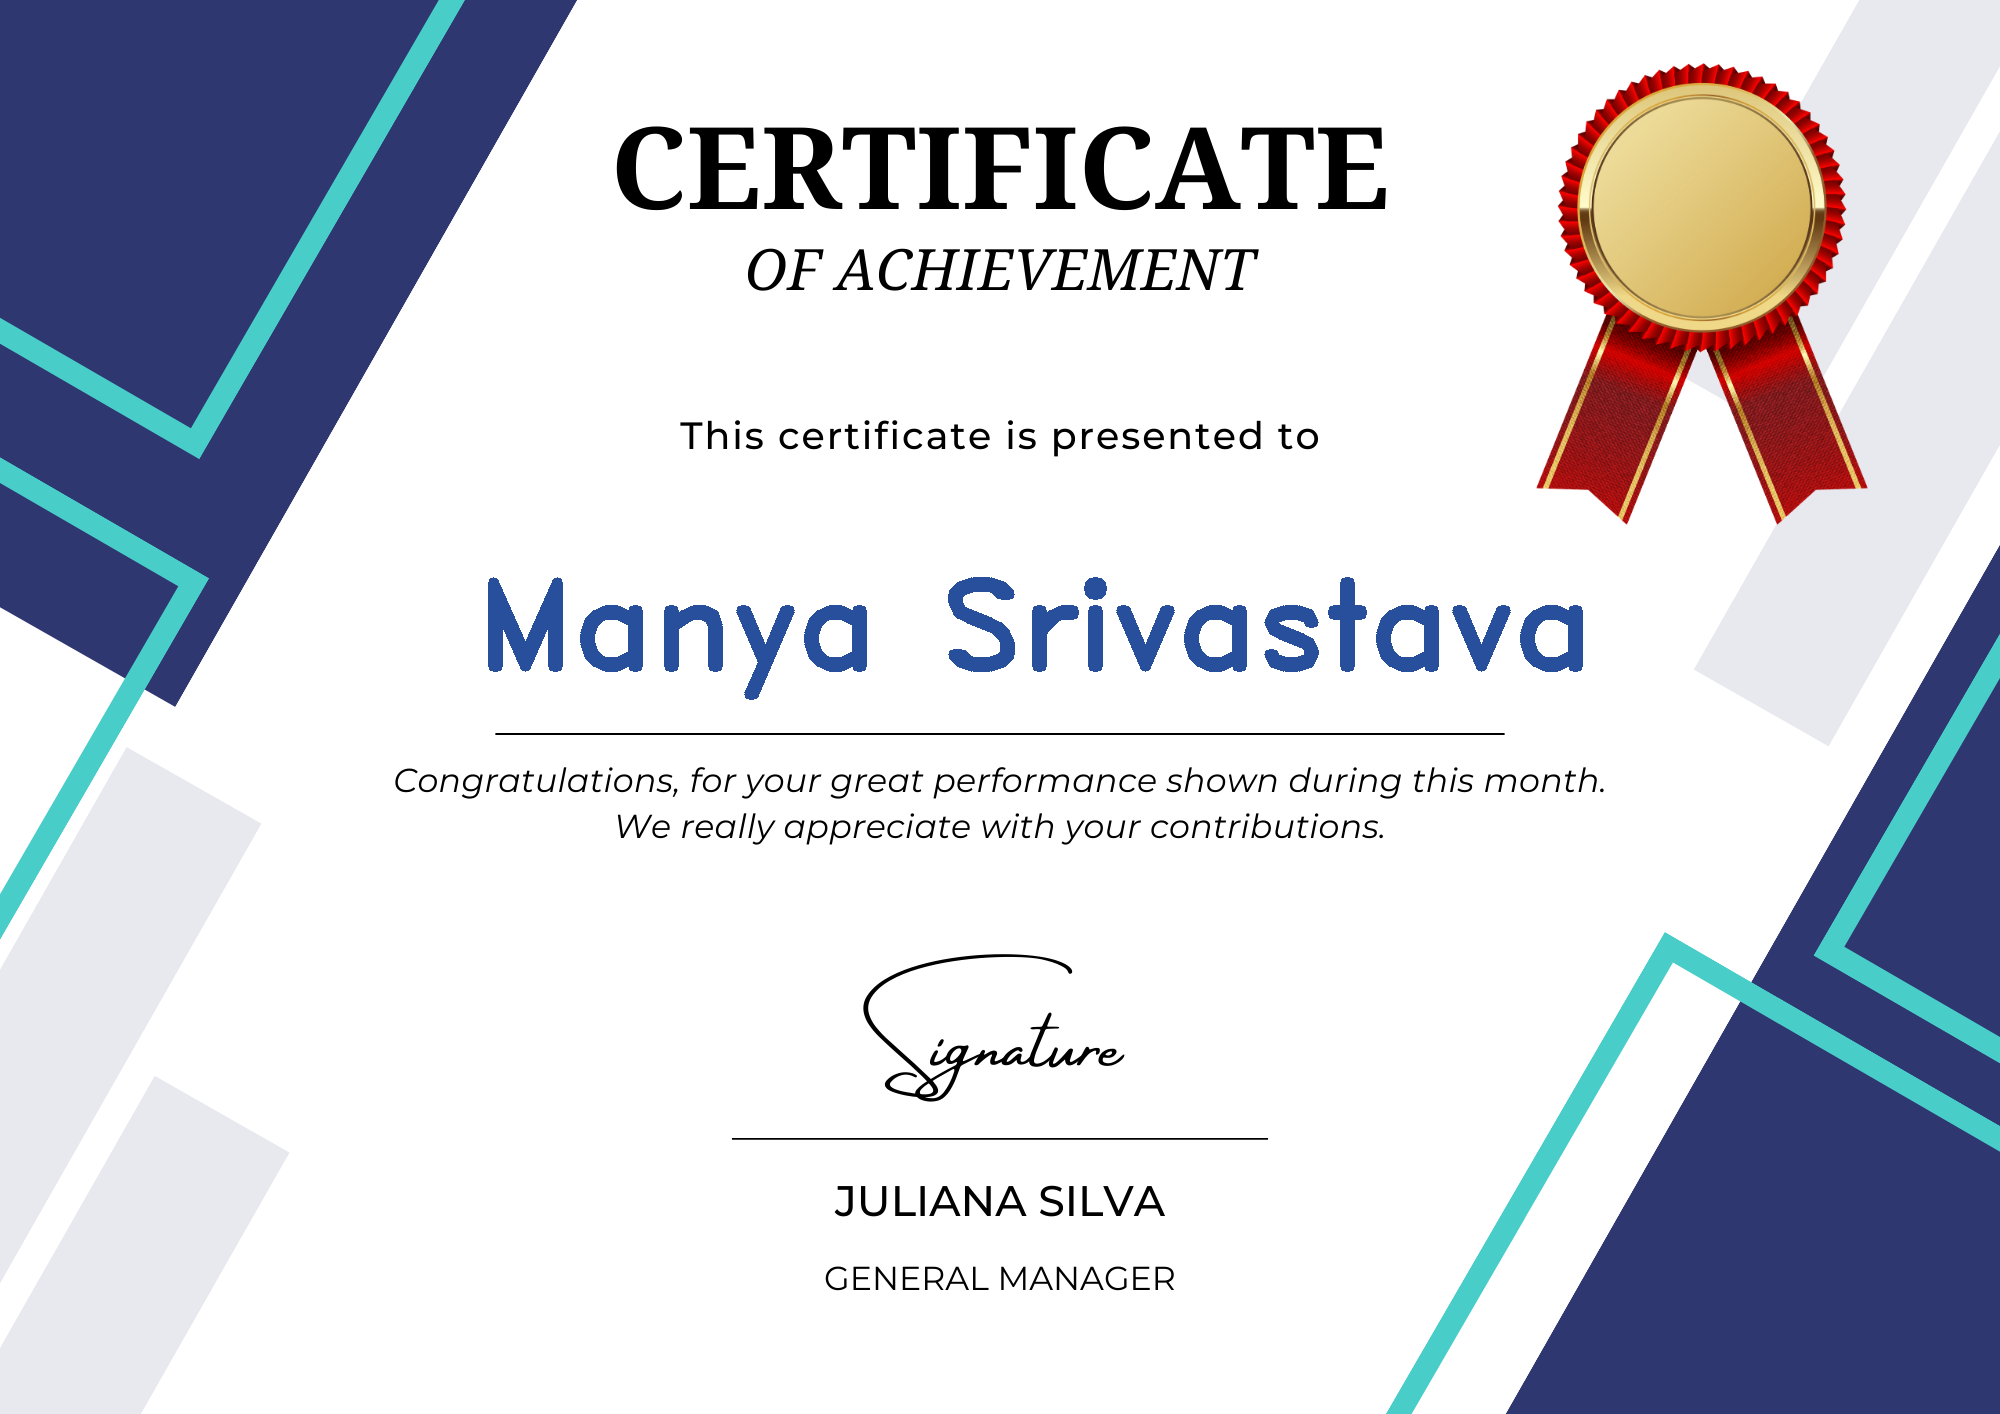 CERTIFICATE
OF ACHIEVEMENT
This certificate is presented to
Manya Srivastava
Congratulations, for your great performance shown during this month.
We really appreciate with your contributions.
Signature
JULIANA SILVA
GENERAL MANAGER